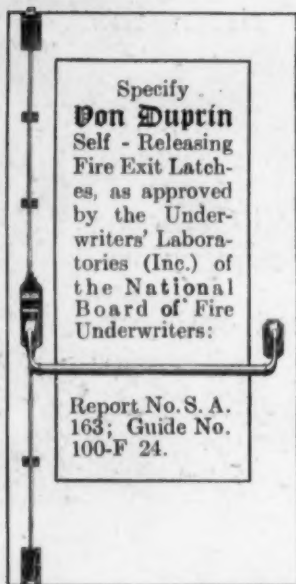 Specify
Von Duprin
Self - Releasing
Fire Exit Latch-
es, as approved
by the Under-
writers' Labora-
tories (Inc.) of
the National
Board of Fire
Underwriters:
Report No. S. A.
163; Guide No.
100-F 24.